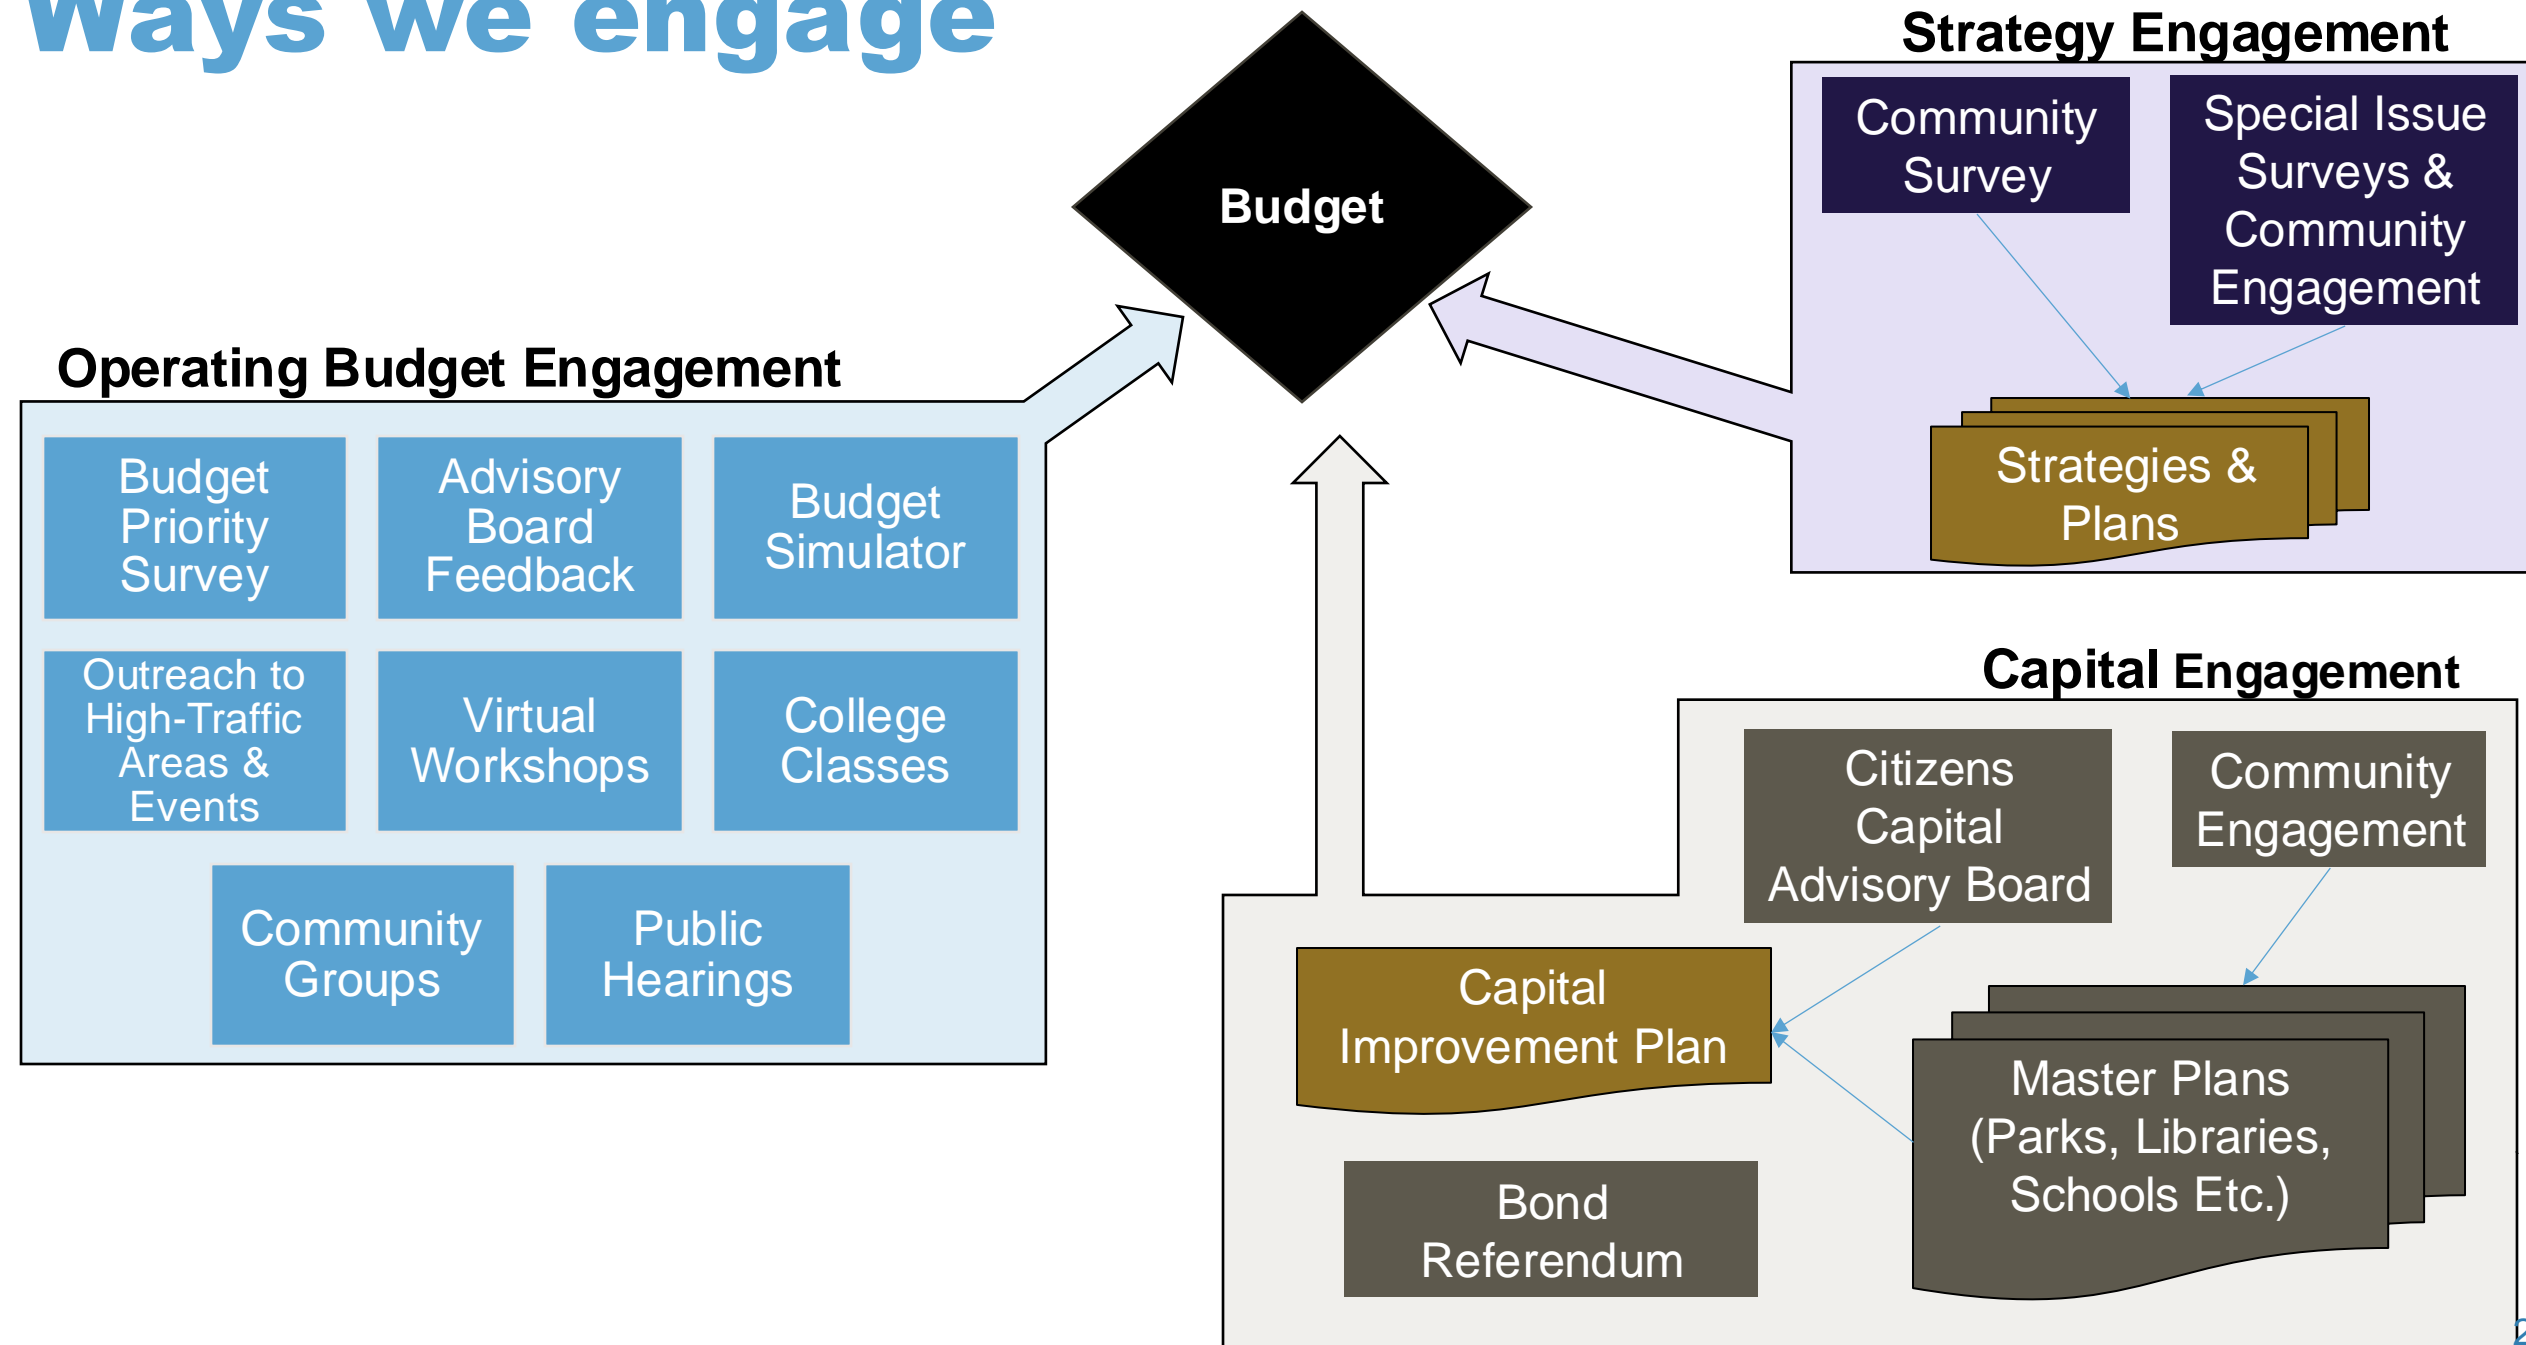 Ways we engage
Budget
Strategy Engagement
Community
Survey
Special Issue
Surveys &
Community
Engagement
Strategies &
Plans
Operating Budget Engagement
Budget
Priority
Survey
Advisory
Board
Feedback
Budget
Simulator
Outreach to
High-Traffic
Areas &
Events
Virtual
Workshops
College
Classes
Community
Groups
Public
Hearings
Capital Engagement
Citizens
Capital
Advisory Board
Community
Engagement
Capital
Improvement Plan
Master Plans
(Parks, Libraries,
Schools Etc.)
Bond
Referendum